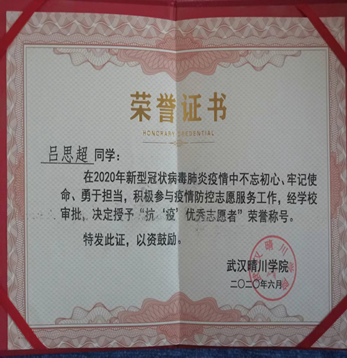 荣誉证书
HONORARY CREDENTIAL
吕思超同学：
在2020年新型冠状病毒肺炎疫情中不忘初心、牢记使
命、勇于担当，积极参与疫情防控志愿服务工作，经学校
审批，决定授予“抗‘疫’优秀志愿者”荣誉称号。
特发此证，以资鼓励。
武汉晴川学院
二〇二〇年六月